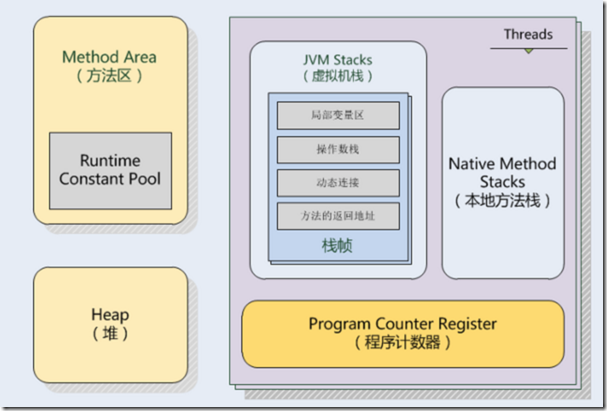 Method Area
（方法区）
Runtime
Constant Pool
Heap
（堆）
Threads
JVM Stacks
（虚拟机栈）
局部变景区
操作数栈
动态连接
方法的返回地址
栈帧
Native Method
Stacks
（本地方法栈）
Program Counter Register
（程序计数器）